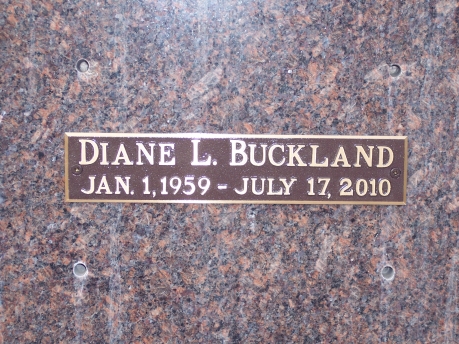 DIANE L. BUCKLAND
JAN. 1, 1959 - JULY 17, 2010